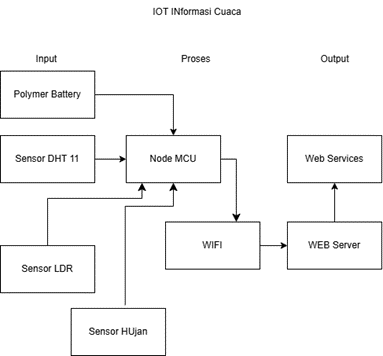 IOT INformasi Cuaca
Input
Proses
Output
Polymer Battery
Sensor DHT 11
Node MCU
Web Services
WIFI
WEB Server
Sensor LDR
Sensor HUjan